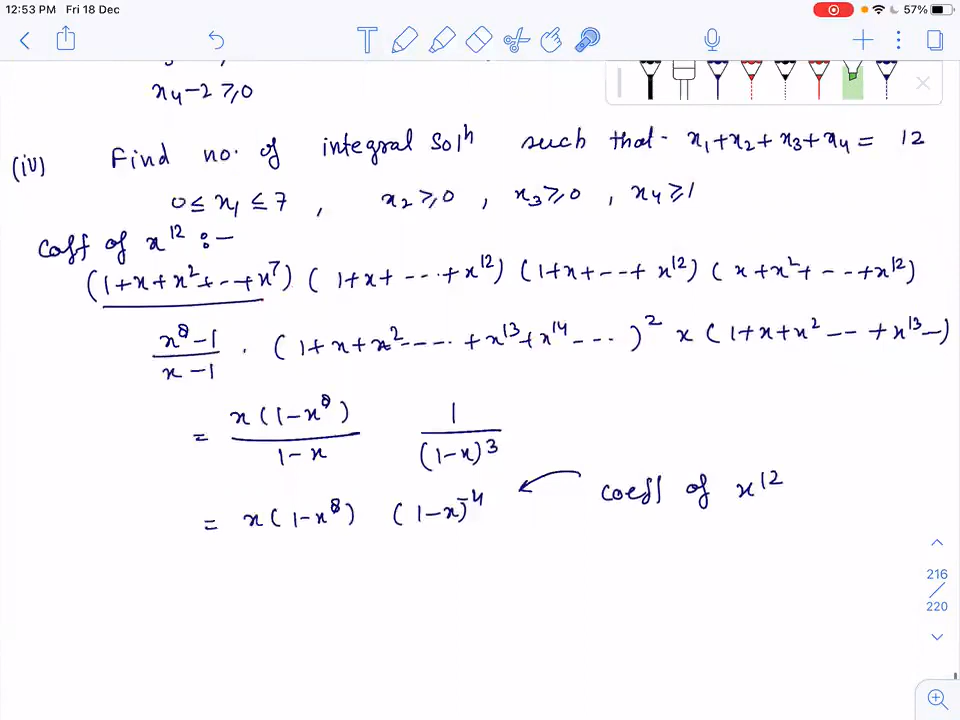 12:53 PM Fri 18 Dec
57%
x₄-2 ≥ 0
(iv) Find no. of integral Solⁿ such that x₁+x₂+x₃+x₄ = 12
0 ≤ x₁ ≤ 7 , x₂ ≥ 0 , x₃ ≥ 0 , x₄ ≥ 1
Coff of x¹² :-
(1+x+x²+--+x⁷) (1+x+----+x¹²) (1+x+--+x¹²) (x+x²+--+x¹²)
(x⁸-1)/(x-1) . (1+x+x²-----+x¹³+x¹⁴---)² x (1+x+x²--+x¹³-)
= x(1-x⁸)/(1-x) 1/(1-x)³
= x(1-x⁸) (1-x)⁻⁴ coeff of x¹²
216
220